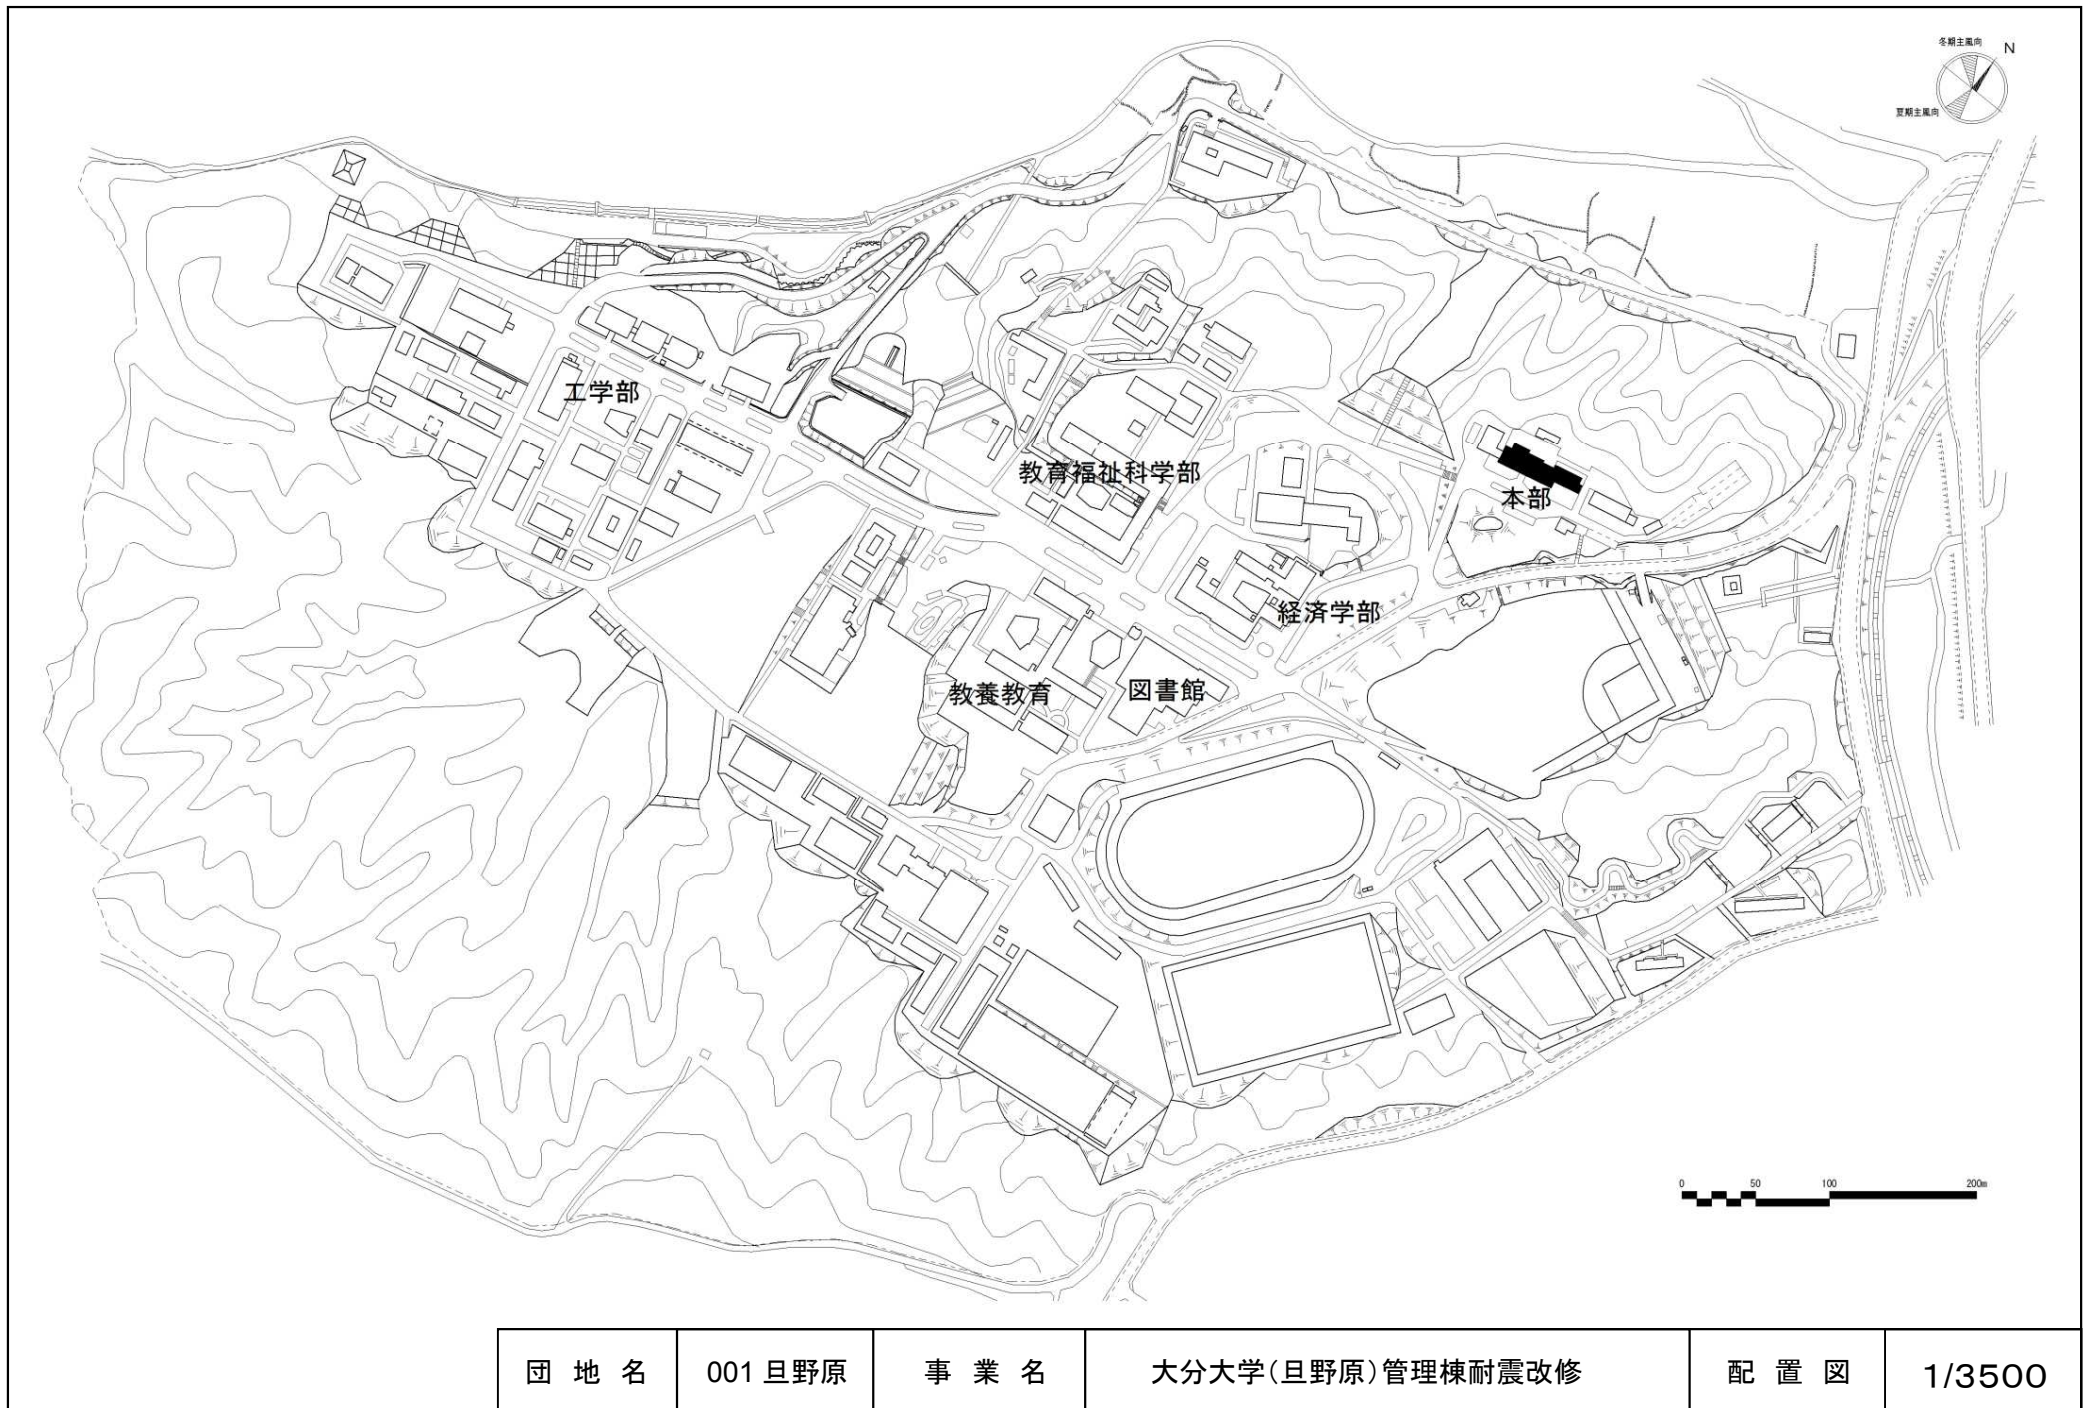 冬期主風向
N
夏期主風向
工学部
教育福祉科学部
本部
経済学部
教養教育
図書館
0 50 100 200m
団地名 001 旦野原 事業名 大分大学(旦野原)管理棟耐震改修 配置図 1/3500